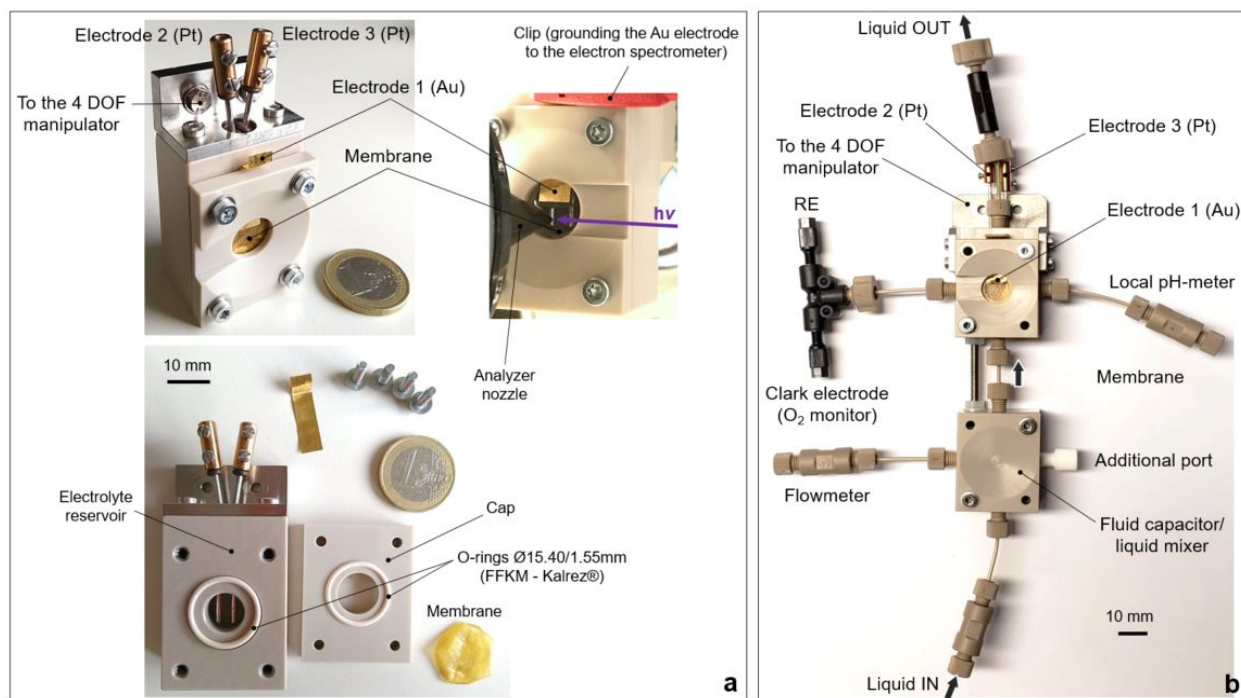 Electrode 2 (Pt)
Electrode 3 (Pt)
To the 4 DOF
manipulator
Electrode 1 (Au)
Membrane
Clip (grounding the Au electrode
to the electron spectrometer)
hν
Analyzer
nozzle
10 mm
Electrolyte
reservoir
Cap
O-rings Ø15.40/1.55mm
(FFKM - Kalrez®)
Membrane
a
Liquid OUT
Electrode 2 (Pt)
Electrode 3 (Pt)
To the 4 DOF
manipulator
RE
Electrode 1 (Au)
Local pH-meter
Membrane
Clark electrode
(O₂ monitor)
Additional port
Flowmeter
Fluid capacitor/
liquid mixer
10 mm
Liquid IN
b